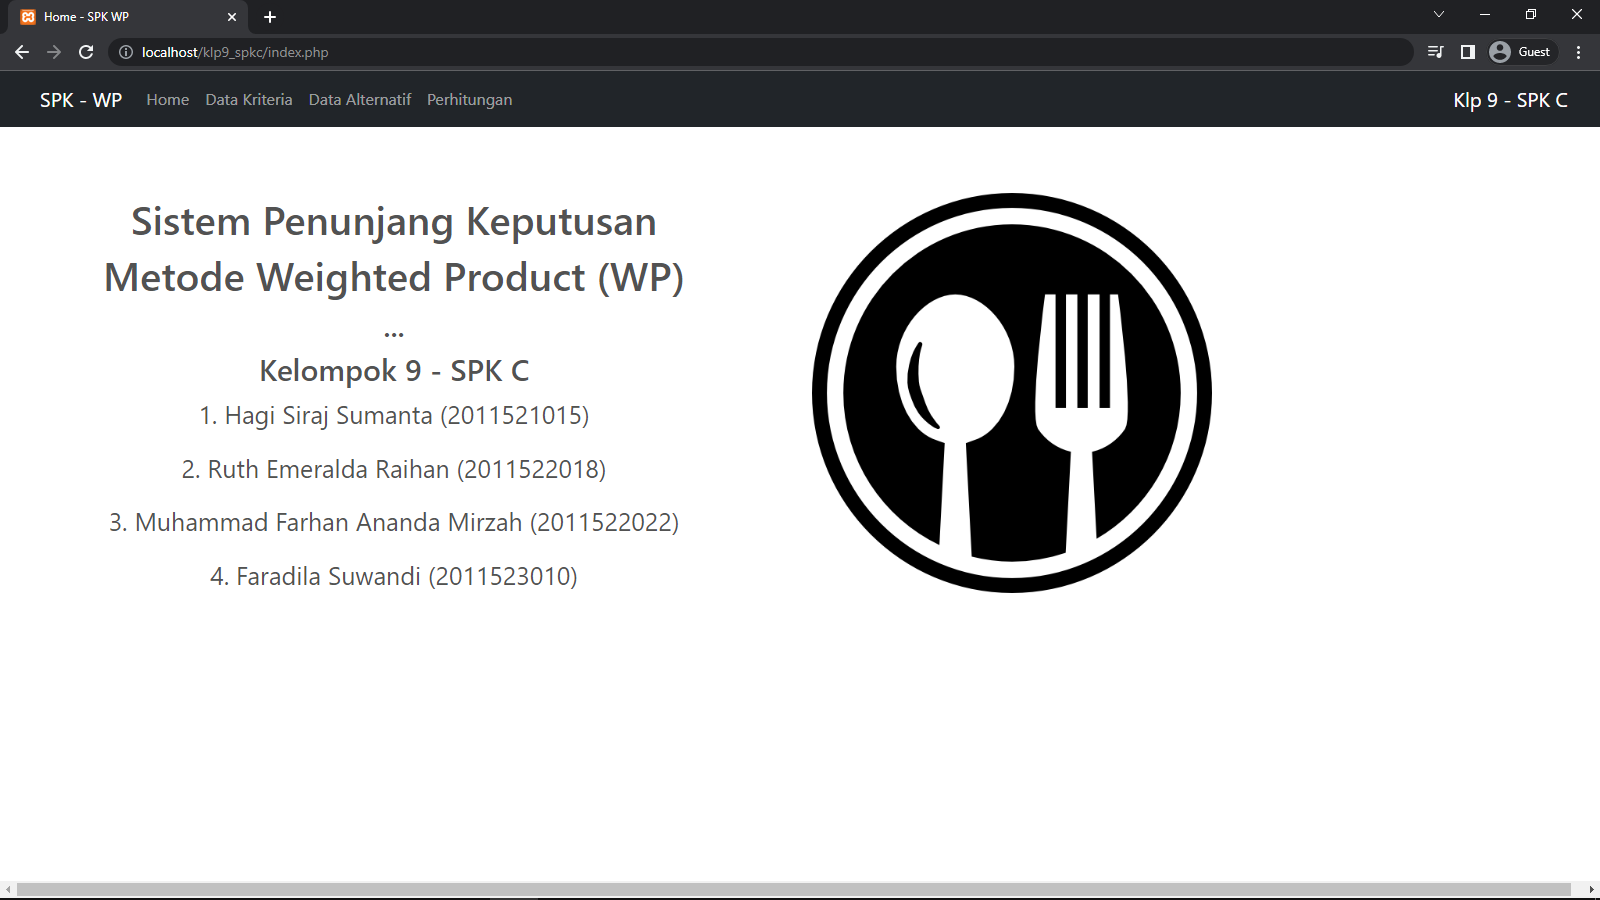 Home - SPK WP
localhost/klp9_spkc/index.php
Guest
SPK - WP Home Data Kriteria Data Alternatif Perhitungan Klp 9 - SPK C
Sistem Penunjang Keputusan
Metode Weighted Product (WP)
...
Kelompok 9 - SPK C
1. Hagi Siraj Sumanta (2011521015)
2. Ruth Emeralda Raihan (2011522018)
3. Muhammad Farhan Ananda Mirzah (2011522022)
4. Faradila Suwandi (2011523010)